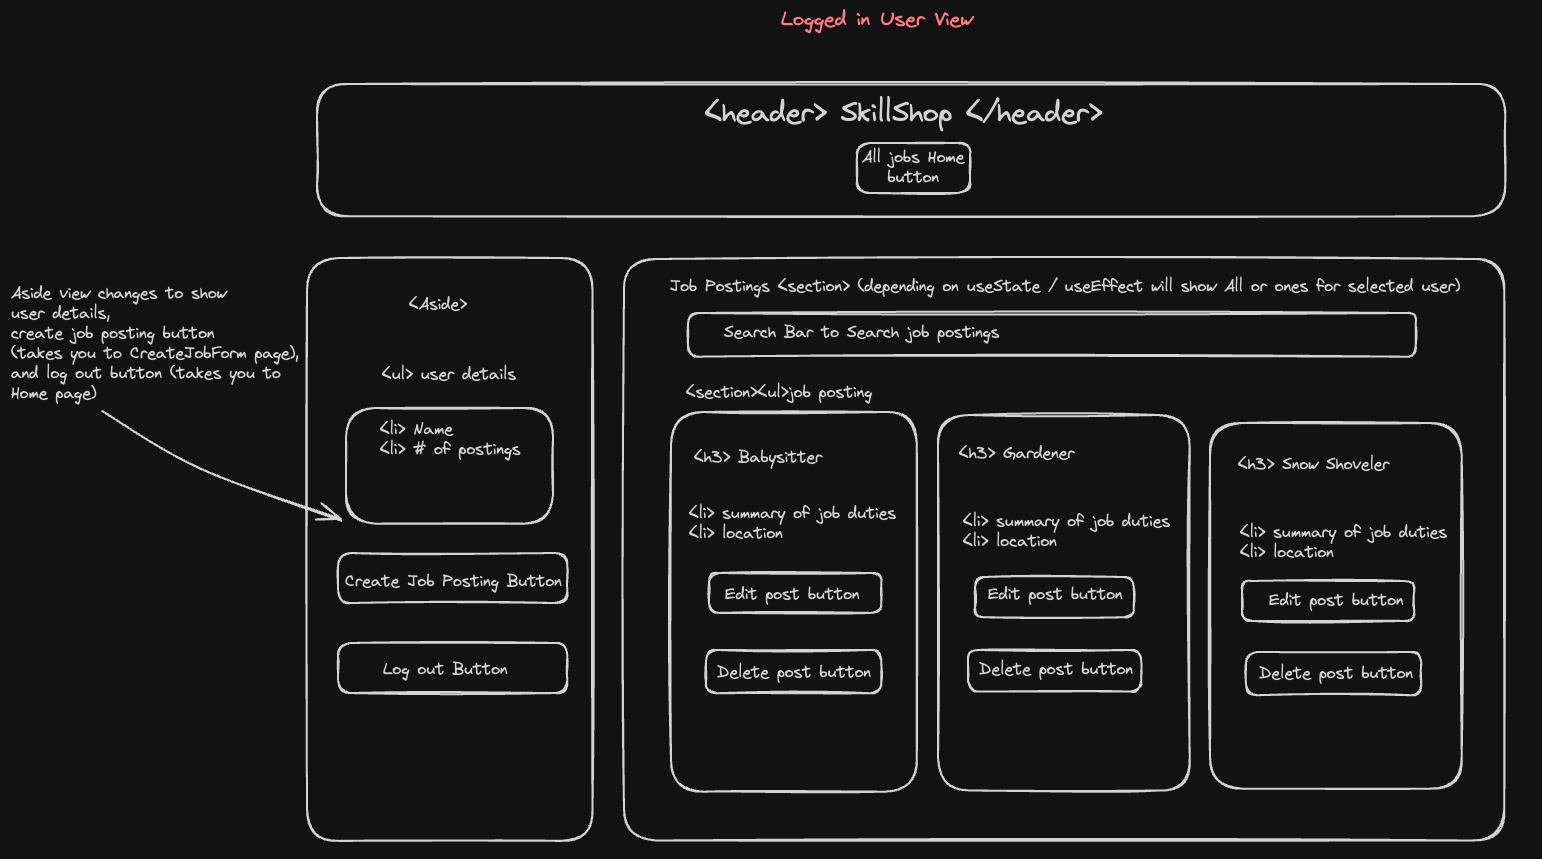 Logged in User View
<header> SkillShop </header>
All jobs Home
button
Aside view changes to show
user details,
create job posting button
(takes you to CreateJobForm page),
and log out button (takes you to
Home page)
<Aside>
<ul> user details
<li> Name
<li> # of postings
Create Job Posting Button
Log out Button
Job Postings <section> (depending on useState / useEffect will show All or ones for selected user)
Search Bar to Search job postings
<section><ul>job posting
<h3> Babysitter
<li> summary of job duties
<li> location
Edit post button
Delete post button
<h3> Gardener
<li> summary of job duties
<li> location
Edit post button
Delete post button
<h3> Snow Shoveler
<li> summary of job duties
<li> location
Edit post button
Delete post button